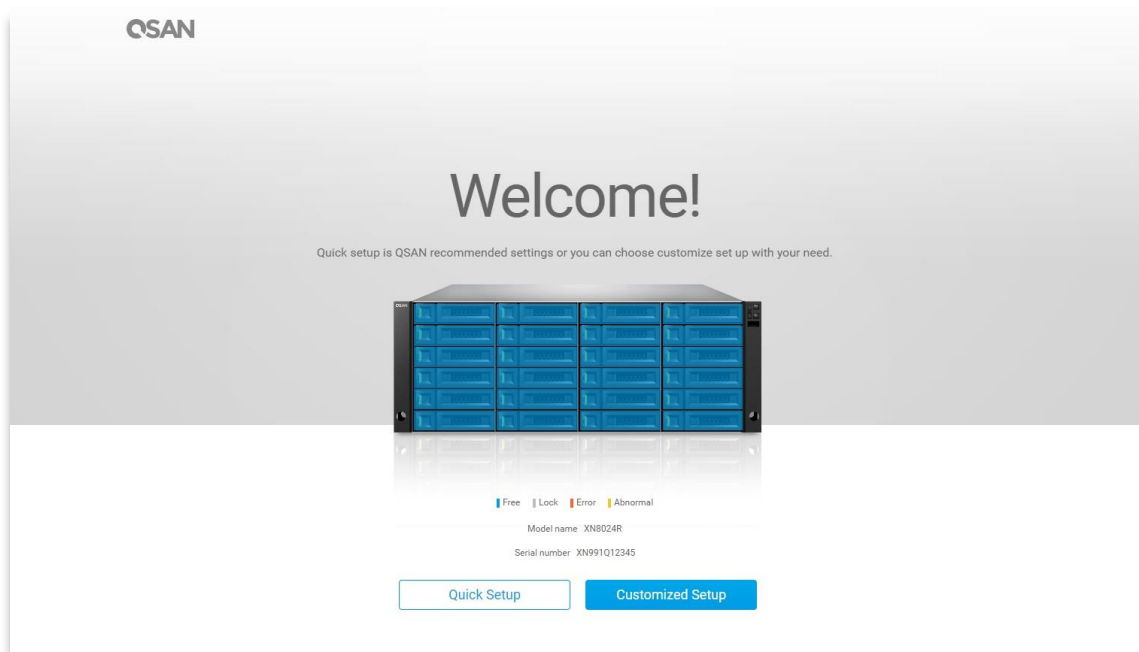 QSAN
Welcome!
Quick setup is QSAN recommended settings or you can choose customize set up with your need.
Free Lock Error Abnormal
Model name XN8024R
Serial number XN991Q12345
Quick Setup Customized Setup